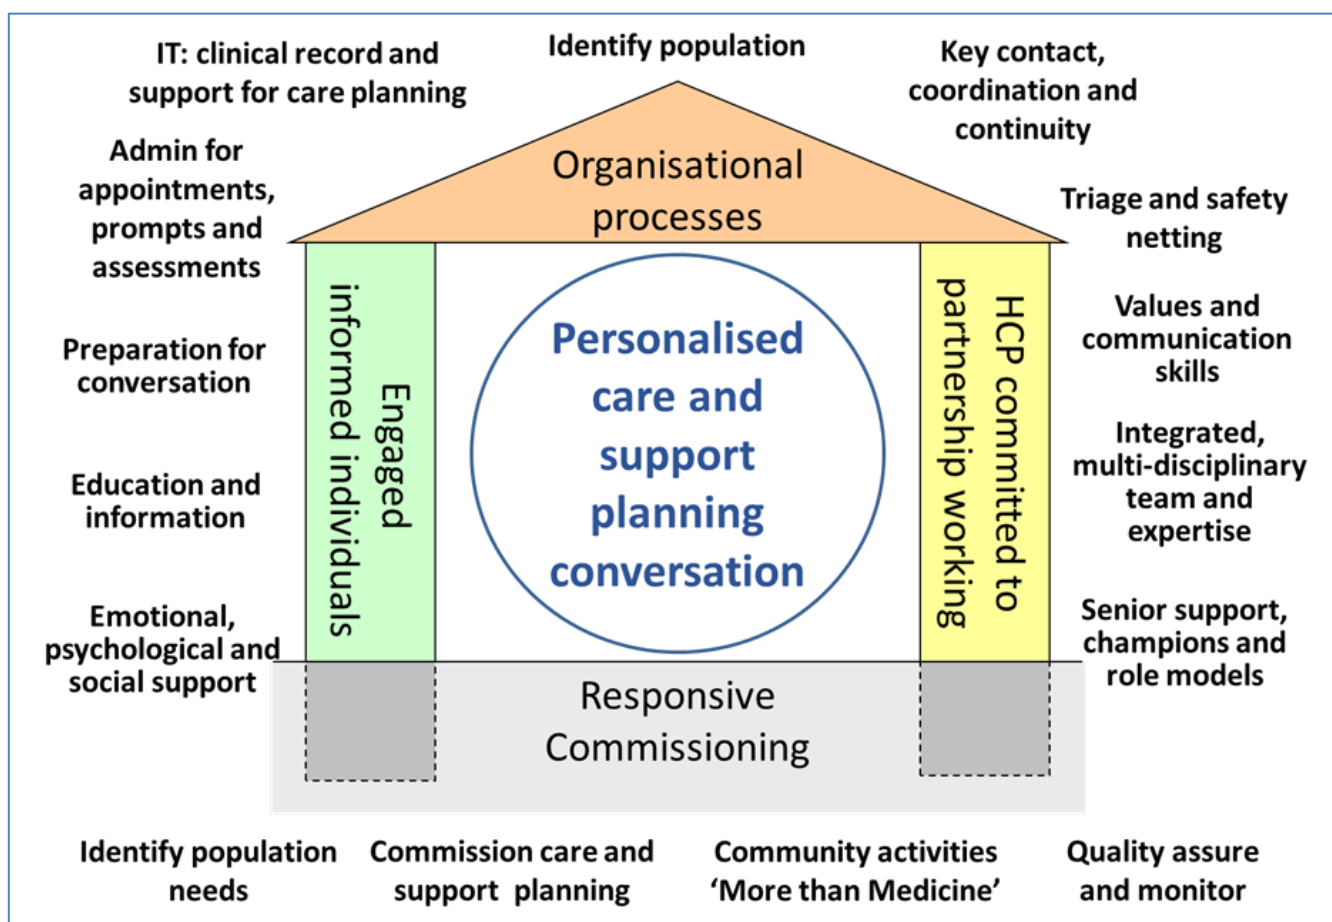 IT: clinical record and
support for care planning
Identify population
Key contact,
coordination and
continuity
Admin for
appointments,
prompts and
assessments
Organisational
processes
Triage and safety
netting
Preparation for
conversation
Education and
information
Emotional,
psychological and
social support
Engaged
informed individuals
Personalised
care and
support
planning
conversation
HCP committed to
partnership working
Values and
communication
skills
Integrated,
multi-disciplinary
team and
expertise
Senior support,
champions and
role models
Responsive
Commissioning
Identify population
needs
Commission care and
support planning
Community activities
‘More than Medicine’
Quality assure
and monitor